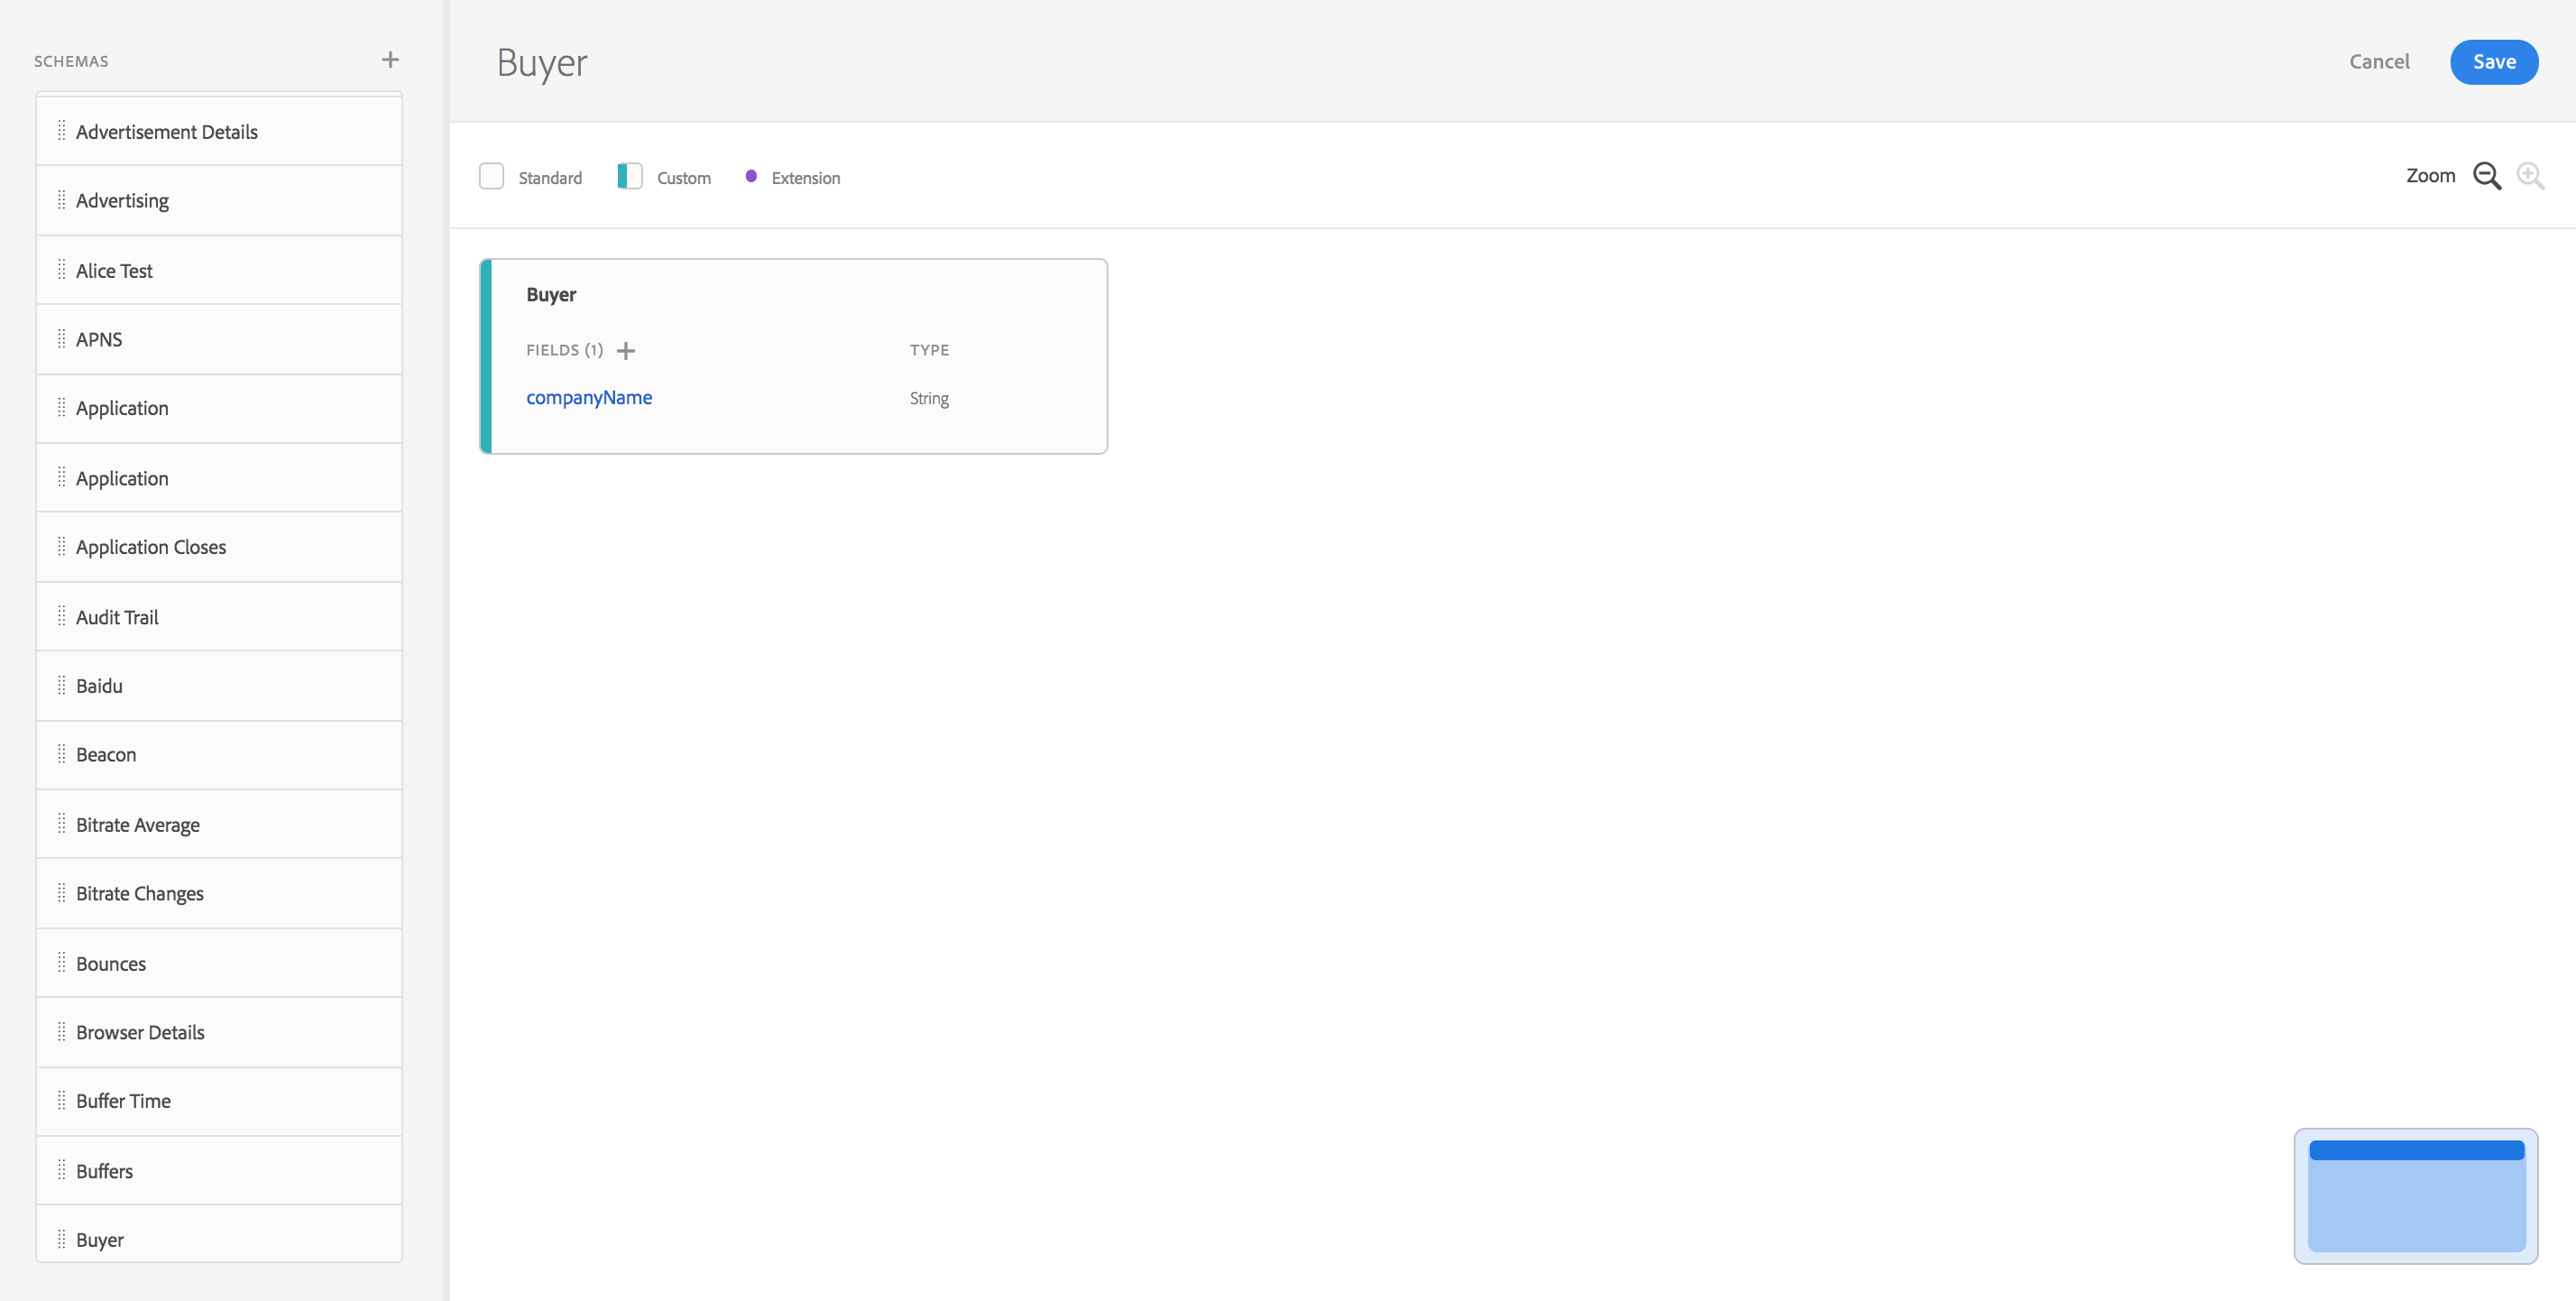 SCHEMAS
Advertisement Details
Advertising
Alice Test
APNS
Application
Application
Application Closes
Audit Trail
Baidu
Beacon
Bitrate Average
Bitrate Changes
Bounces
Browser Details
Buffer Time
Buffers
Buyer
Buyer
Cancel
Save
Standard
Custom
Extension
Zoom
Buyer
FIELDS (1)
TYPE
companyName
String